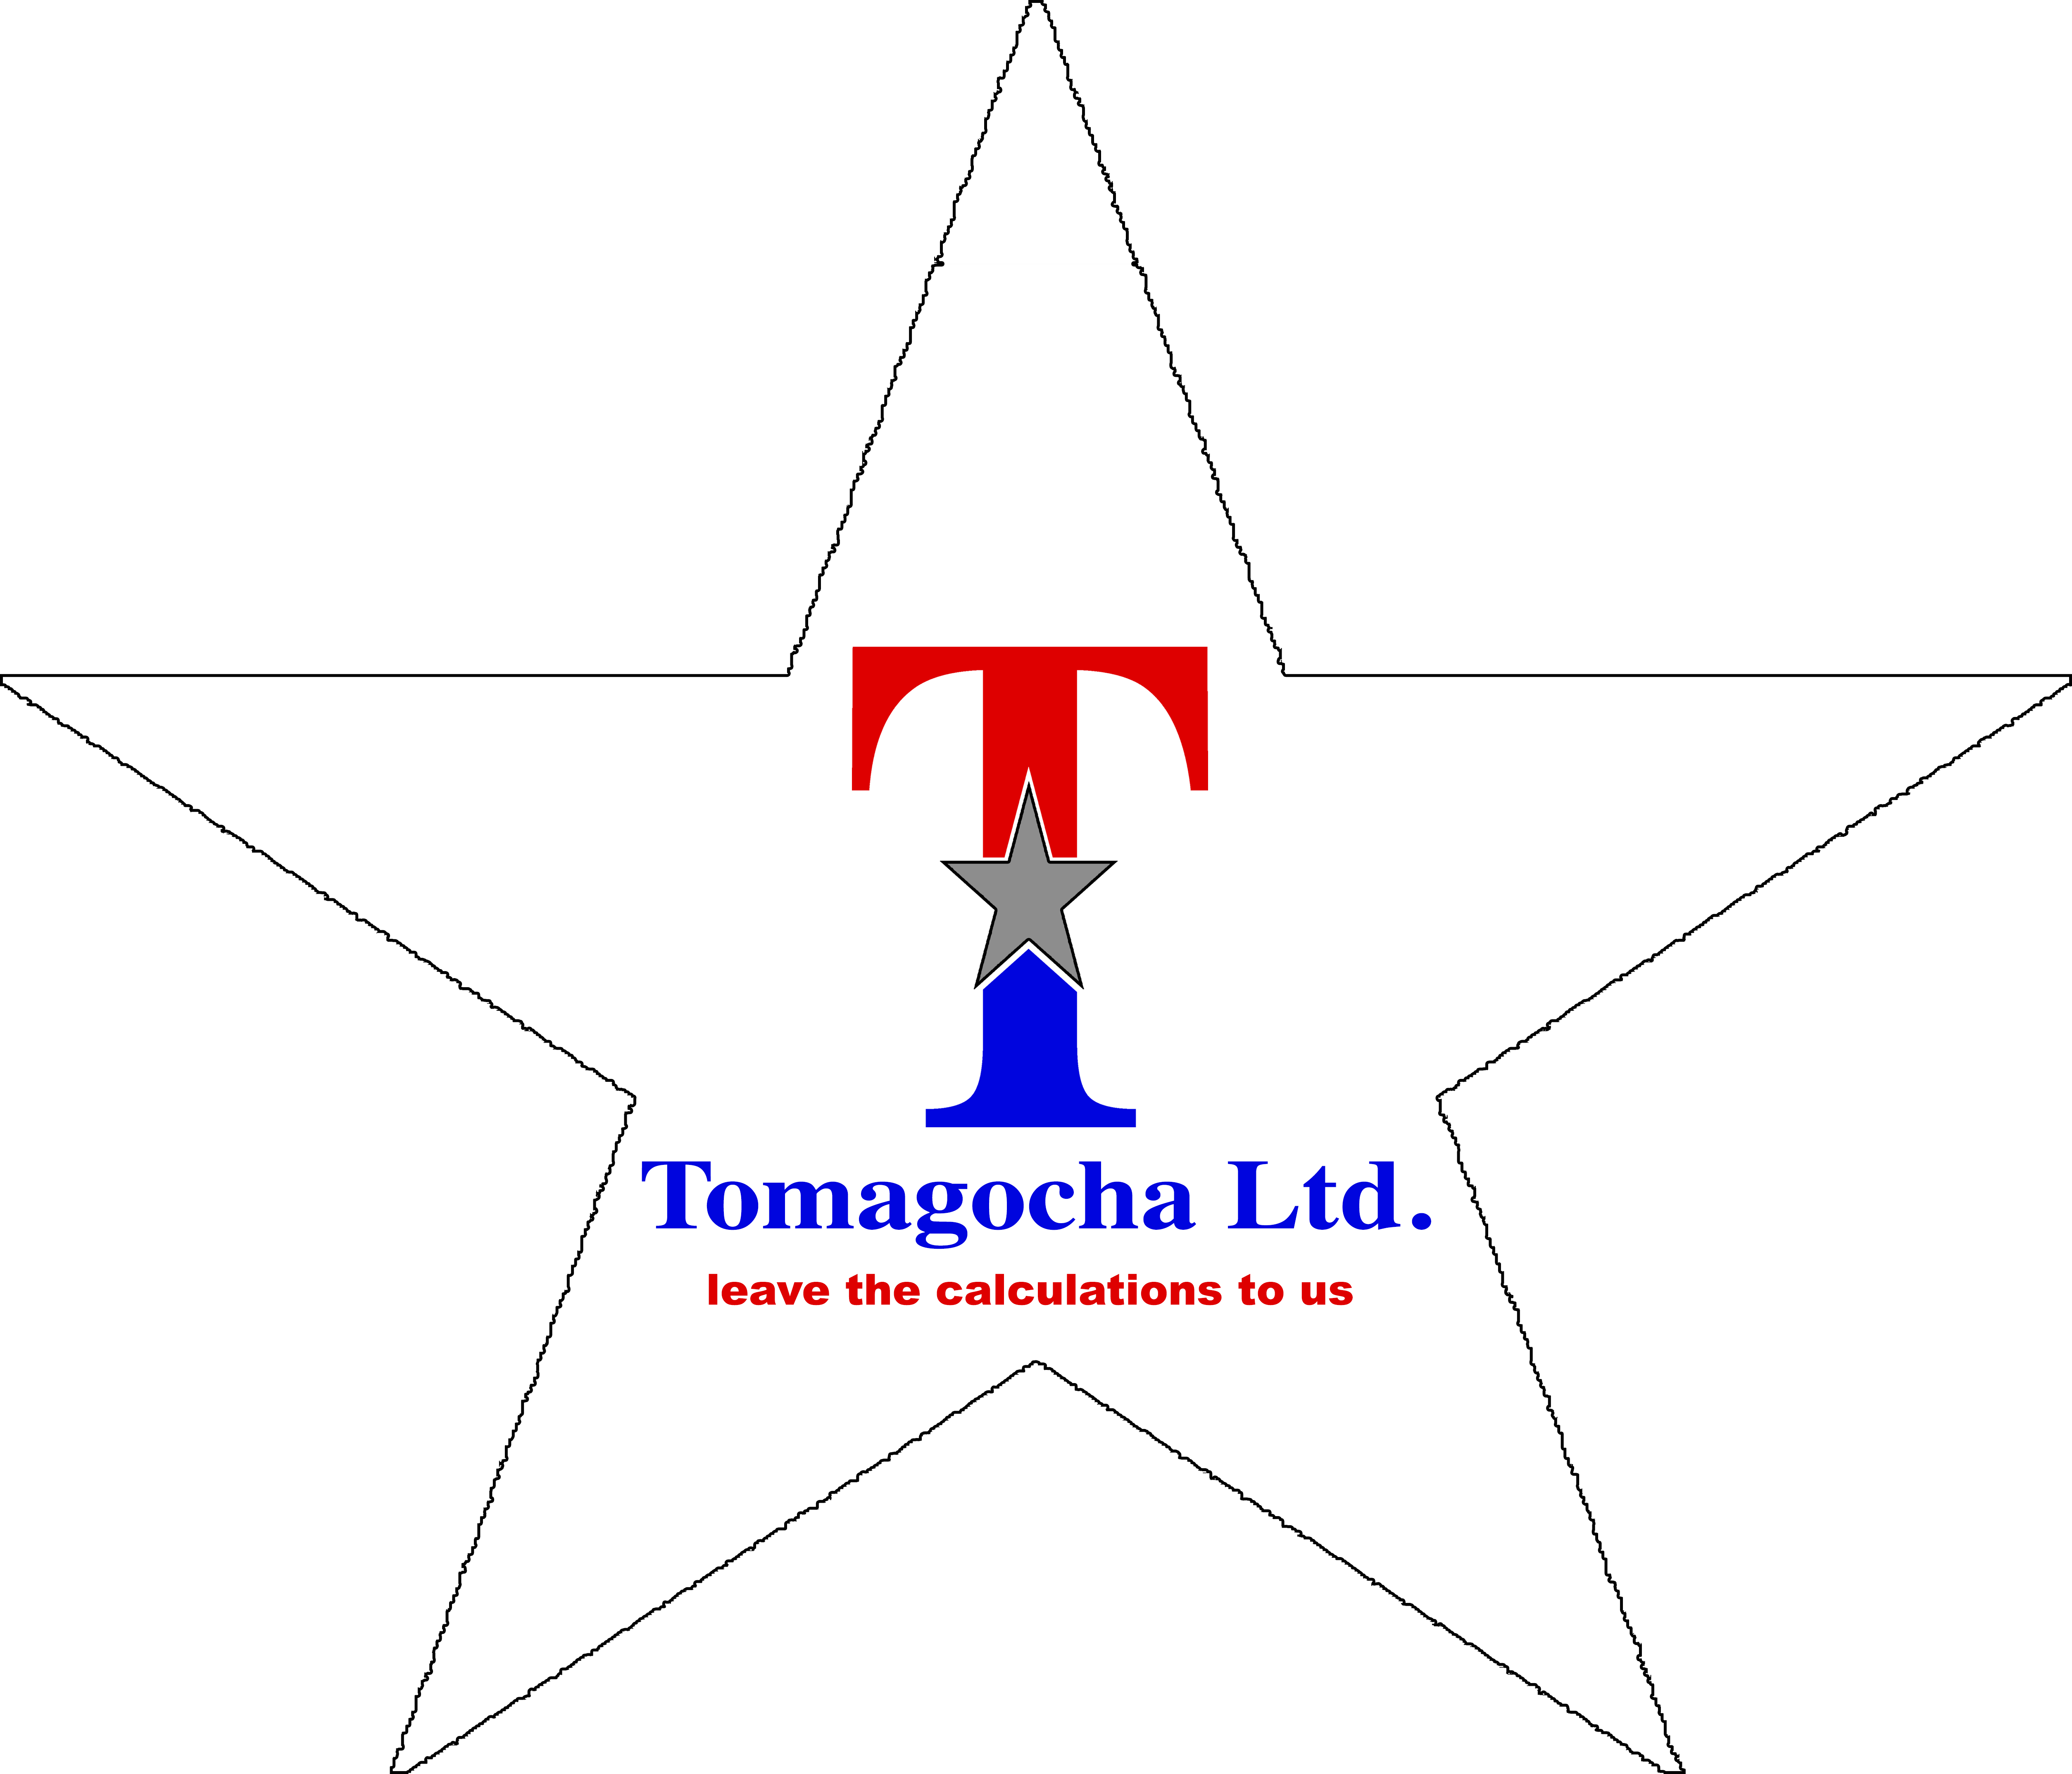 T
Tomagocha Ltd.
leave the calculations to us